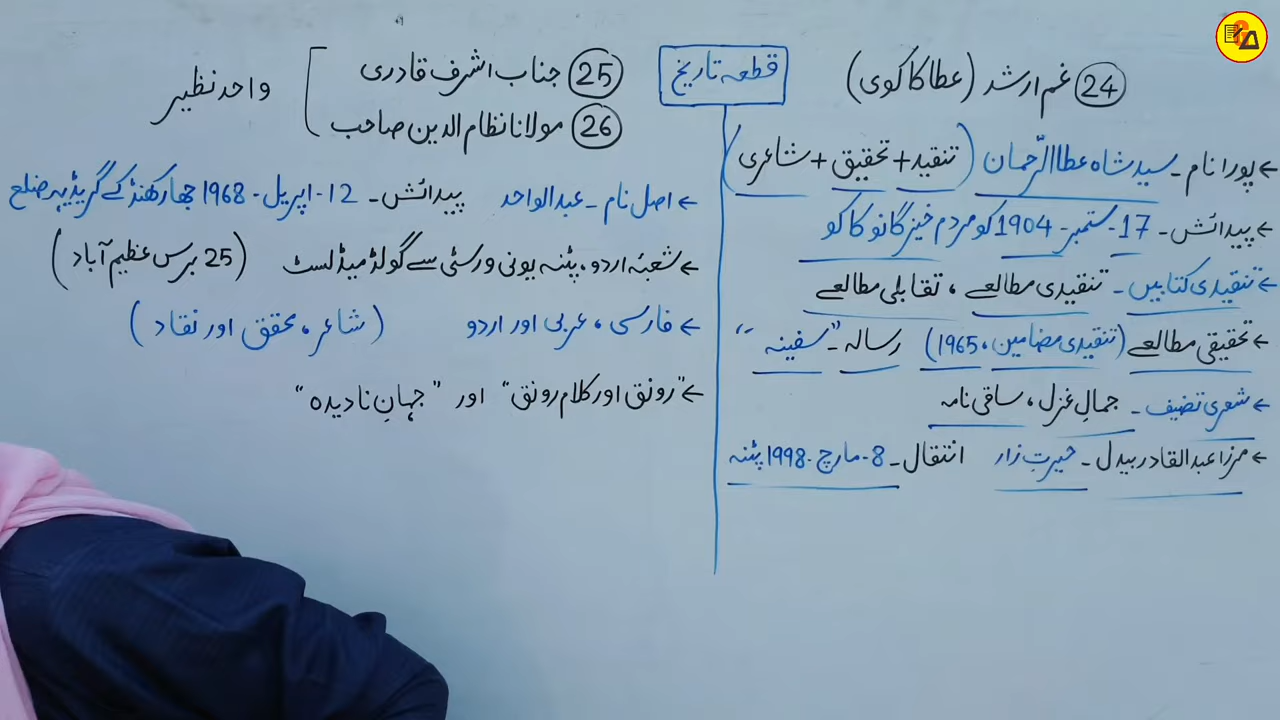 قطعہ تاریخ
24 غم ارشد (عطا کاکوی)
← پورا نام - سید شاہ عطا الرّحمان (تنقید + تحقیق + شاعری)
← پیدائش - 17 - ستمبر - 1904 کو مردم خیز گانو کاکو
← تنقیدی کتابیں - تنقیدی مطالعے ، تقابلی مطالعے
← تحقیقی مطالعے (تنقیدی مضامین ، 1965) رسالہ - "سفینہ"
← شعری تضیف - جمالِ غزل ، ساقی نامہ
← مرزا عبدالقادر بیدل - حیرتِ زار انتقال - 8 - مارچ - 1998 پٹنہ
25 جناب اشرف قادری
26 مولانا نظام الدین صاحب
واحد نظیر
← اصل نام - عبدالواحد پیدائش - 12 - اپریل - 1968 جھارکھنڈ کے گریڈیہہ ضلع
← شعبۂ اردو ، پٹنہ یونی ورسٹی سے گولڈ میڈلسٹ (25 برس عظیم آباد)
← فارسی ، عربی اور اردو (شاعر ، محقق اور نقاد)
← "رونق اور کلام رونق" اور "جہانِ نادیدہ"